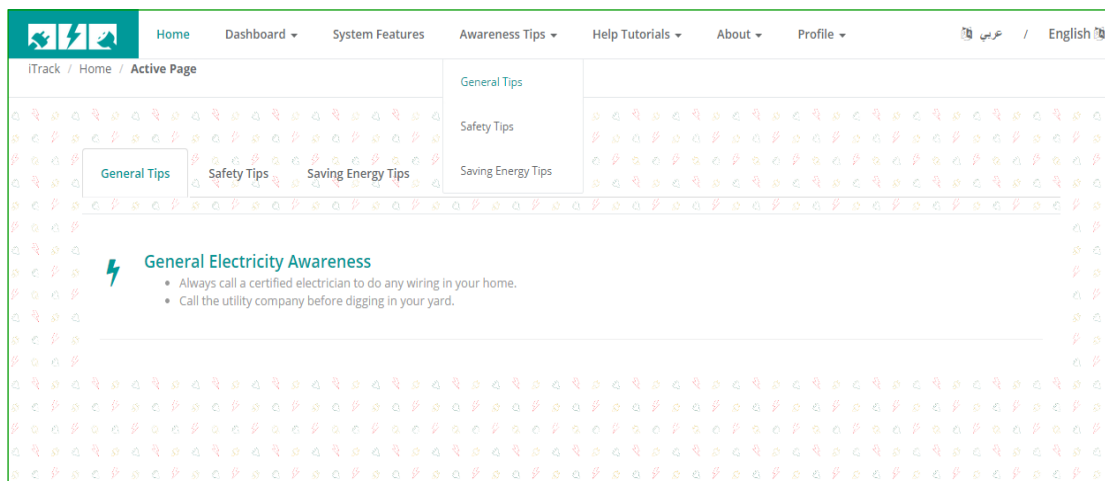 Home Dashboard System Features Awareness Tips Help Tutorials About Profile عربي / English
iTrack / Home / Active Page
General Tips
Safety Tips
Saving Energy Tips
General Tips Safety Tips Saving Energy Tips
General Electricity Awareness
Always call a certified electrician to do any wiring in your home.
Call the utility company before digging in your yard.